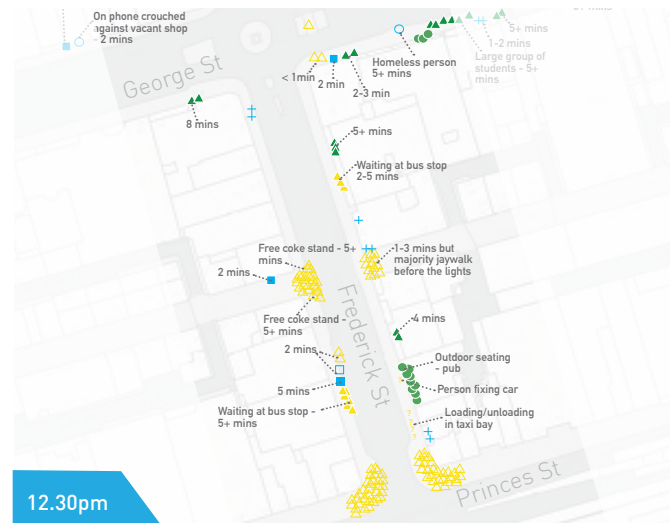 On phone crouched
against vacant shop
- 2 mins
George St
< 1min
2 min
2-3 min
Homeless person
5+ mins
5+ mins
1-2 mins
Large group of
students - 5+
mins
8 mins
5+ mins
Waiting at bus stop
2-5 mins
Free coke stand - 5+
mins
1-3 mins but
majority jaywalk
before the lights
2 mins
Free coke stand -
5+ mins
Frederick St
4 mins
2 mins
Outdoor seating
- pub
5 mins
Person fixing car
Waiting at bus stop -
5+ mins
Loading/unloading
in taxi bay
Princes St
12.30pm